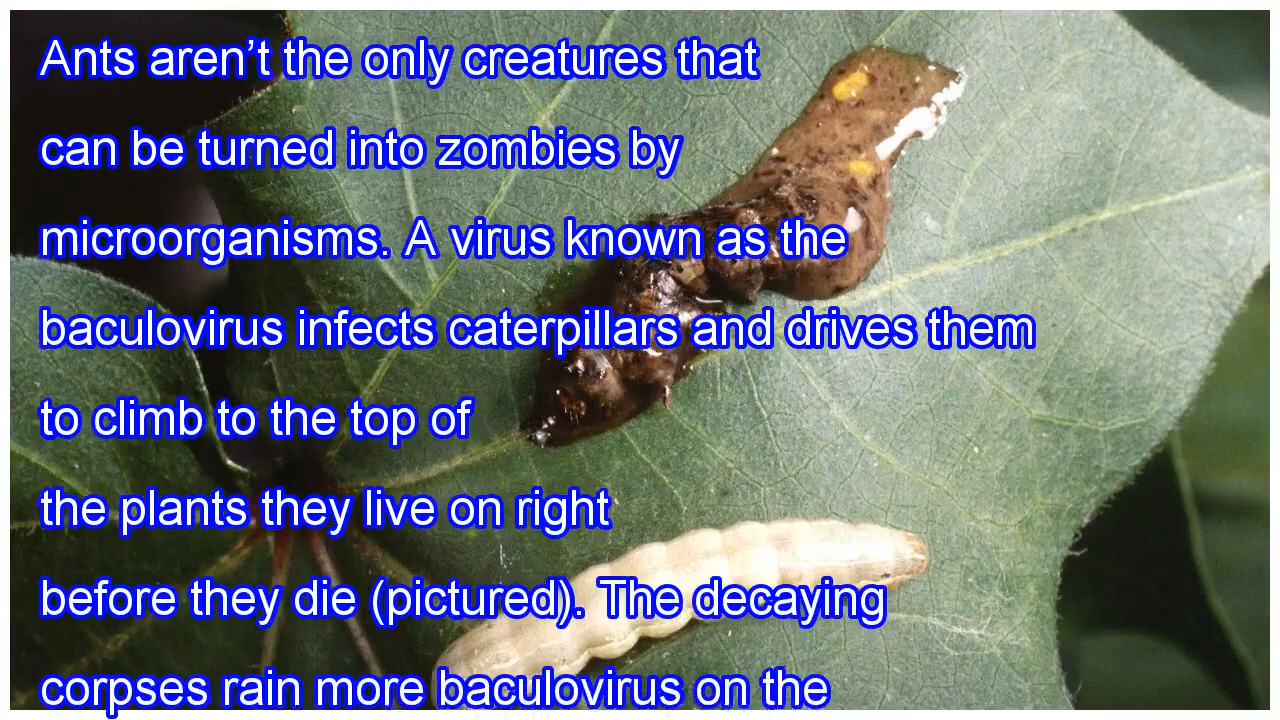 Ants aren’t the only creatures that
can be turned into zombies by
microorganisms. A virus known as the
baculovirus infects caterpillars and drives them
to climb to the top of
the plants they live on right
before they die (pictured). The decaying
corpses rain more baculovirus on the